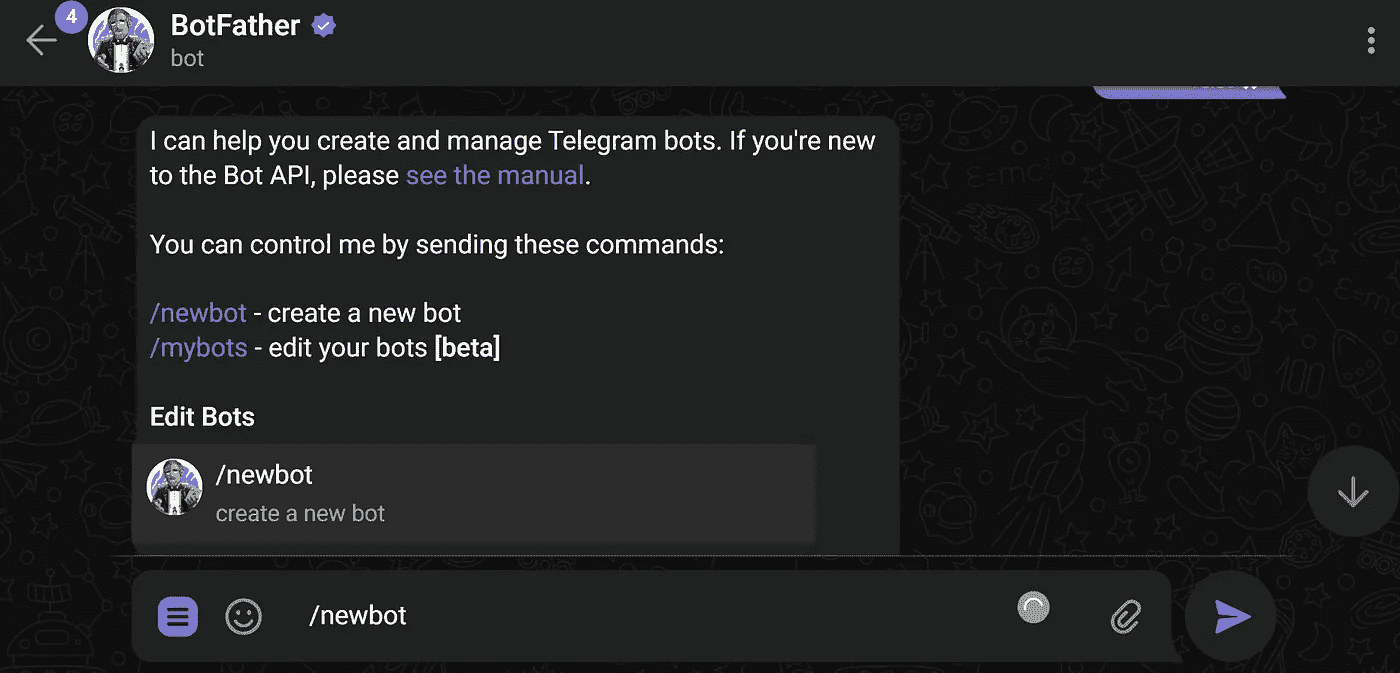 4
BotFather
bot
I can help you create and manage Telegram bots. If you're new
to the Bot API, please see the manual.
You can control me by sending these commands:
/newbot - create a new bot
/mybots - edit your bots [beta]
Edit Bots
/newbot
create a new bot
/newbot